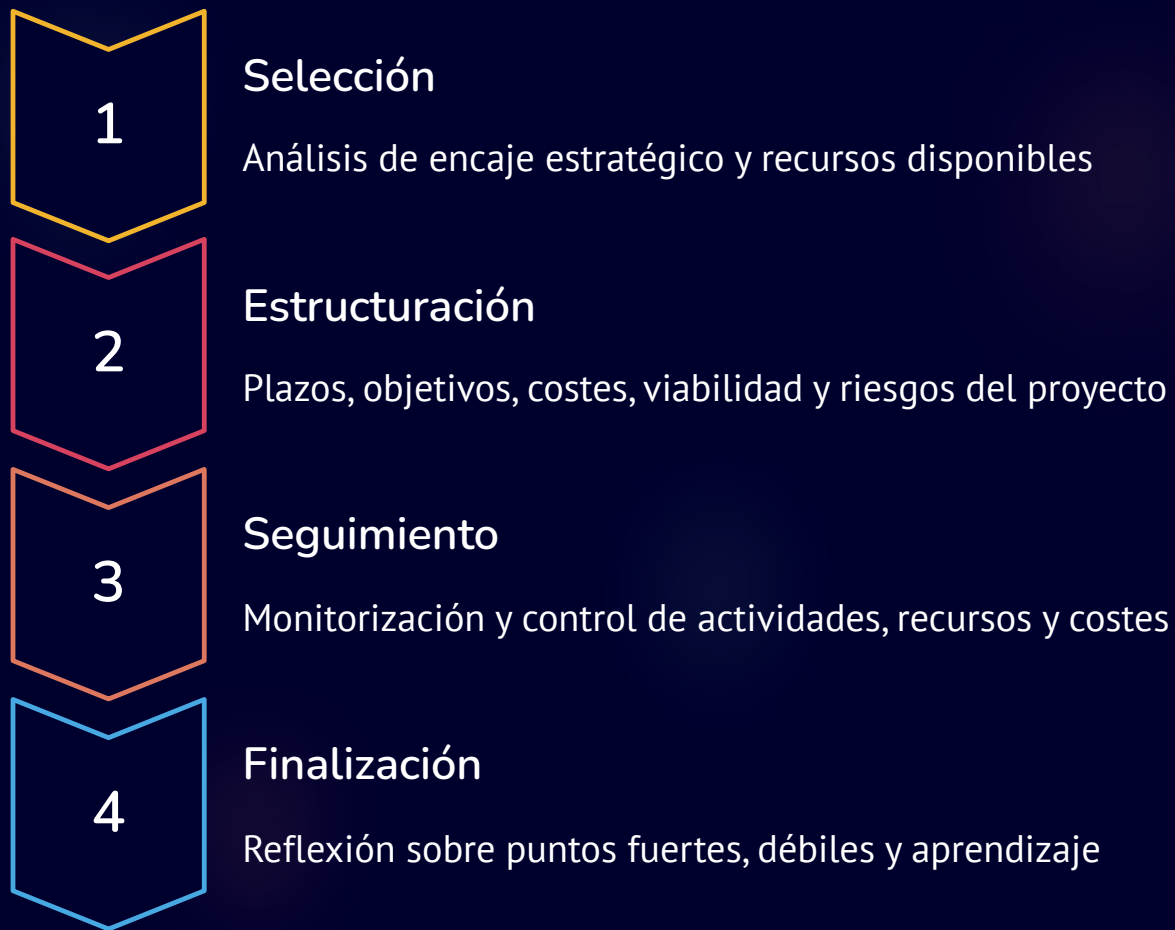 1
Selección
Análisis de encaje estratégico y recursos disponibles
2
Estructuración
Plazos, objetivos, costes, viabilidad y riesgos del proyecto
3
Seguimiento
Monitorización y control de actividades, recursos y costes
4
Finalización
Reflexión sobre puntos fuertes, débiles y aprendizaje